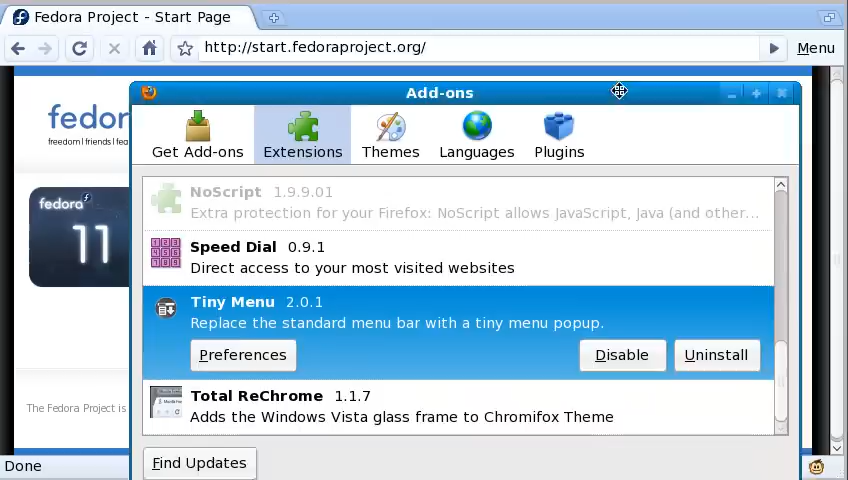 Fedora Project - Start Page
http://start.fedoraproject.org/
Menu
Add-ons
fedor
freedom | friends | fea
Get Add-ons
Extensions
Themes
Languages
Plugins
fedora
11
NoScript 1.9.9.01
Extra protection for your Firefox: NoScript allows JavaScript, Java (and other...
Speed Dial 0.9.1
Direct access to your most visited websites
Tiny Menu 2.0.1
Replace the standard menu bar with a tiny menu popup.
Preferences
Disable
Uninstall
Total ReChrome 1.1.7
Adds the Windows Vista glass frame to Chromifox Theme
The Fedora Project is
Find Updates
Done